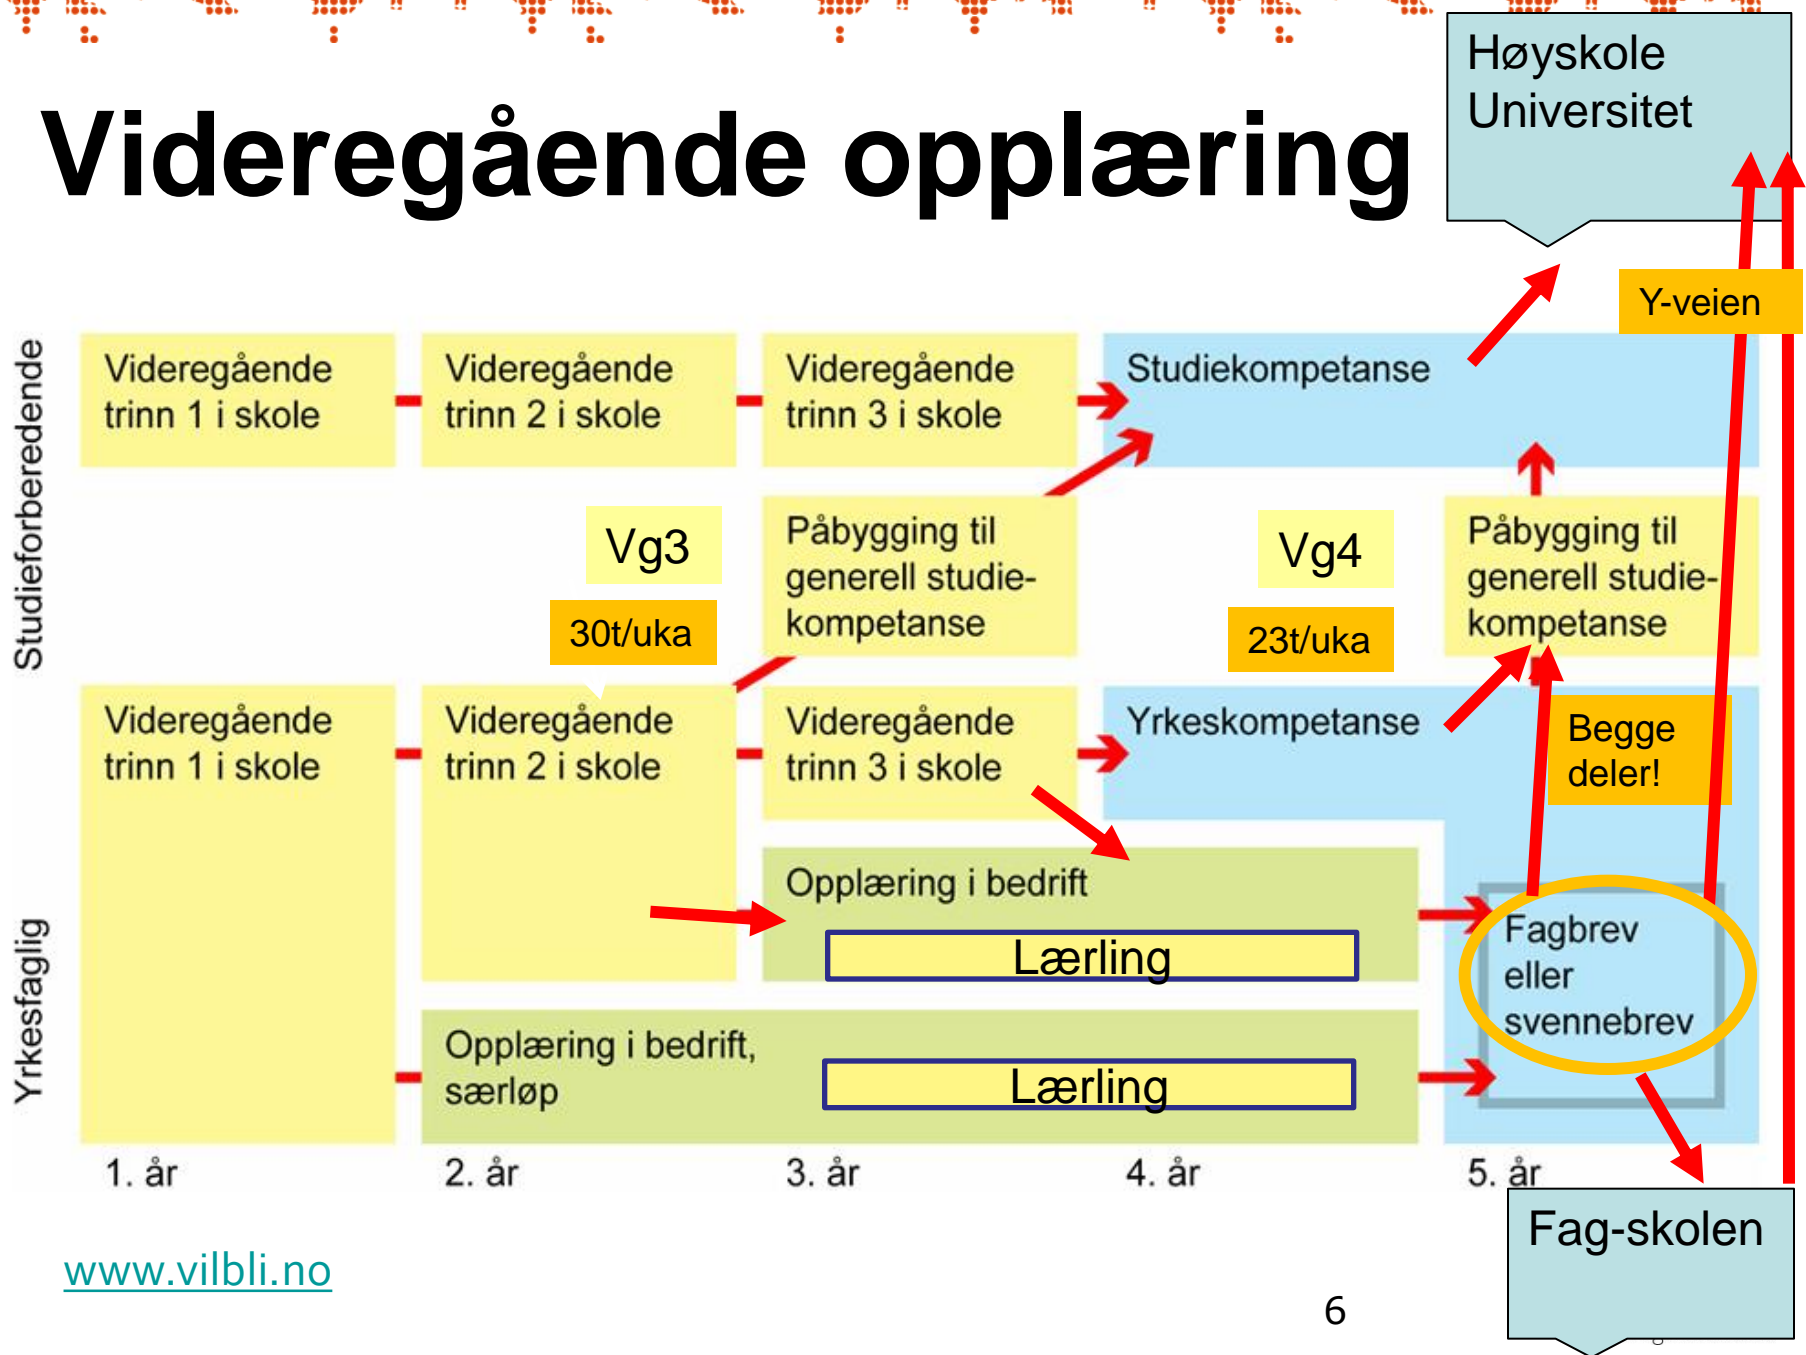 Høyskole
Universitet
Videregående opplæring
Y-veien
Studieforberedende
Videregående
trinn 1 i skole
Videregående
trinn 2 i skole
Videregående
trinn 3 i skole
Studiekompetanse
Vg3
30t/uka
Påbygging til
generell studie-
kompetanse
Vg4
23t/uka
Påbygging til
generell studie-
kompetanse
Yrkesfaglig
Videregående
trinn 1 i skole
Videregående
trinn 2 i skole
Videregående
trinn 3 i skole
Yrkeskompetanse
Begge
deler!
Opplæring i bedrift
Lærling
Fagbrev
eller
svennebrev
Opplæring i bedrift,
særløp
Lærling
1. år
2. år
3. år
4. år
5. år
Fag-skolen
www.vilbli.no
6